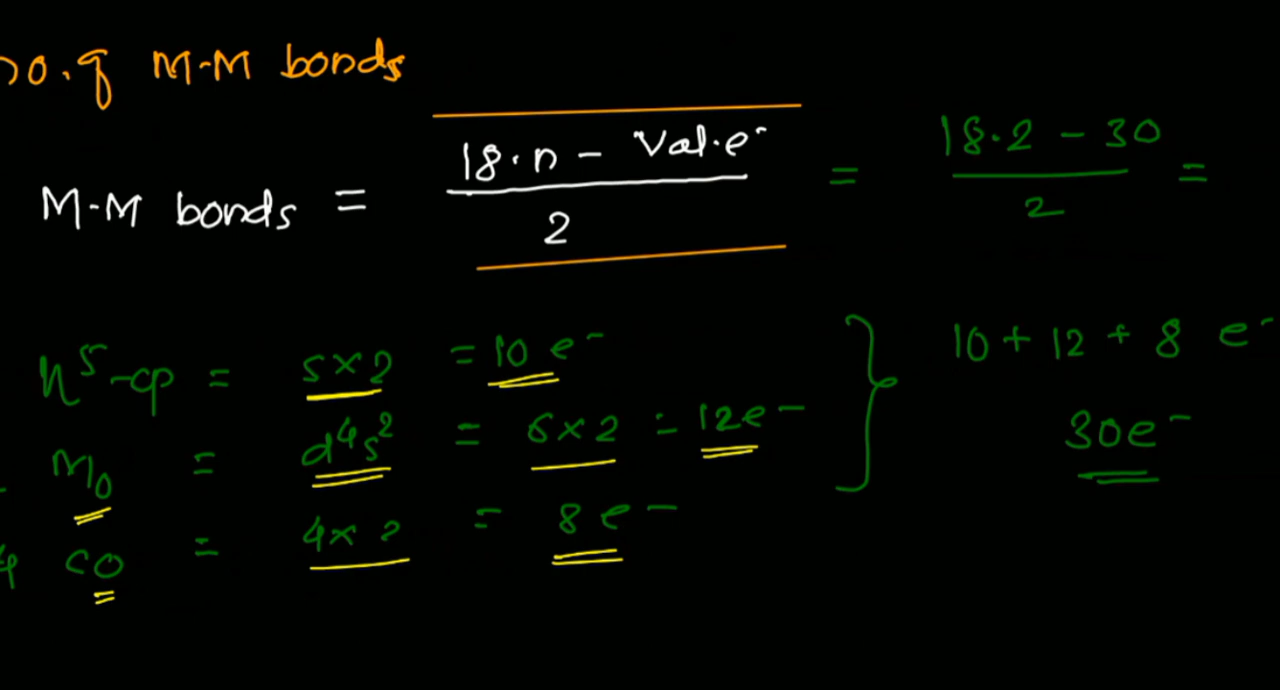 no. of M-M bonds
M-M bonds = 18·n - Val·e⁻ / 2 = 18·2 - 30 / 2 =
η⁵-cp = 5×2 = 10 e⁻
Mo = d⁴s² = 6×2 = 12e⁻
4 CO = 4×2 = 8 e⁻
10 + 12 + 8 e⁻
30e⁻